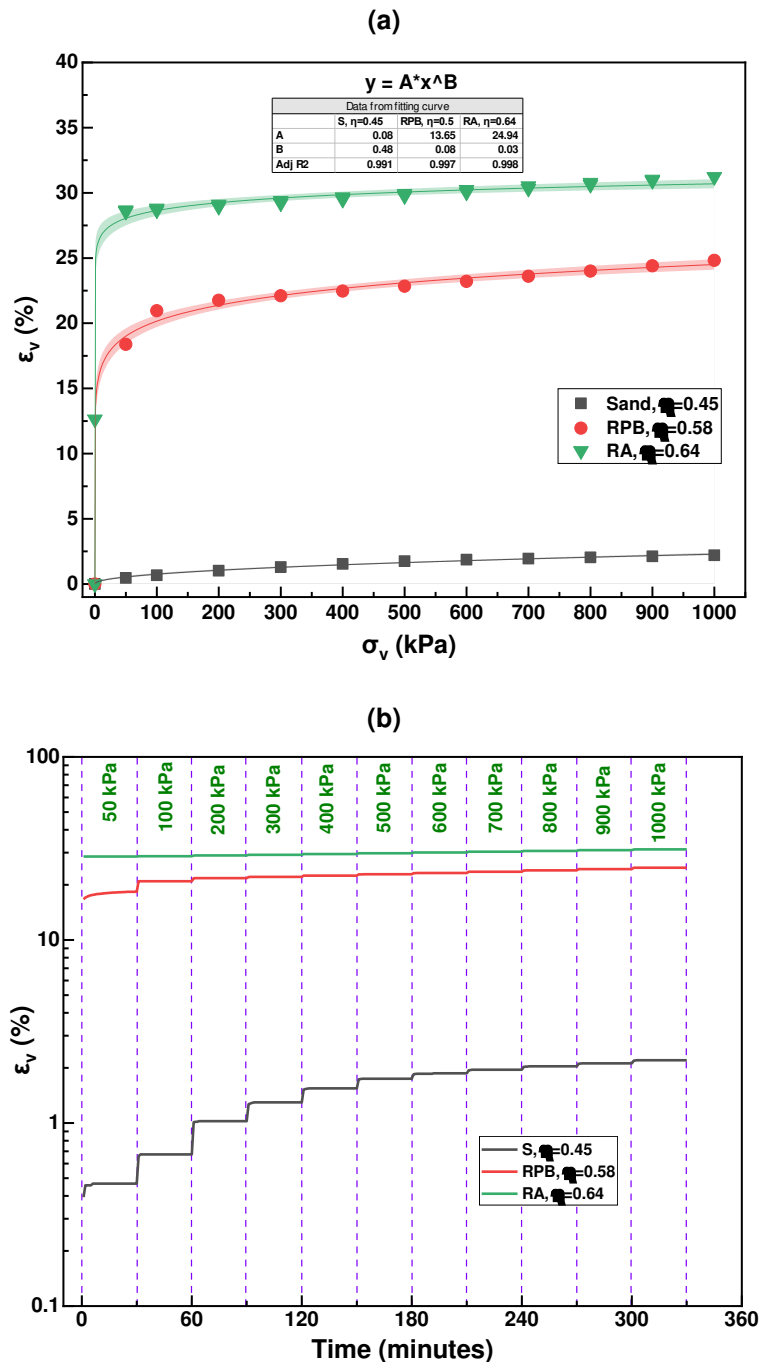 (a)
y = A*x^B
Data from fitting curve
S, η=0.45 RPB, η=0.5 RA, η=0.64
A 0.08 13.65 24.94
B 0.48 0.08 0.03
Adj R2 0.991 0.997 0.998
40
35
30
25
20
15
10
5
0
εv (%)
Sand, =0.45
RPB, =0.58
RA, =0.64
0 100 200 300 400 500 600 700 800 900 1000
σv (kPa)
(b)
100
10
1
0.1
εv (%)
50 kPa
100 kPa
200 kPa
300 kPa
400 kPa
500 kPa
600 kPa
700 kPa
800 kPa
900 kPa
1000 kPa
S, =0.45
RPB, =0.58
RA, =0.64
0 60 120 180 240 300 360
Time (minutes)